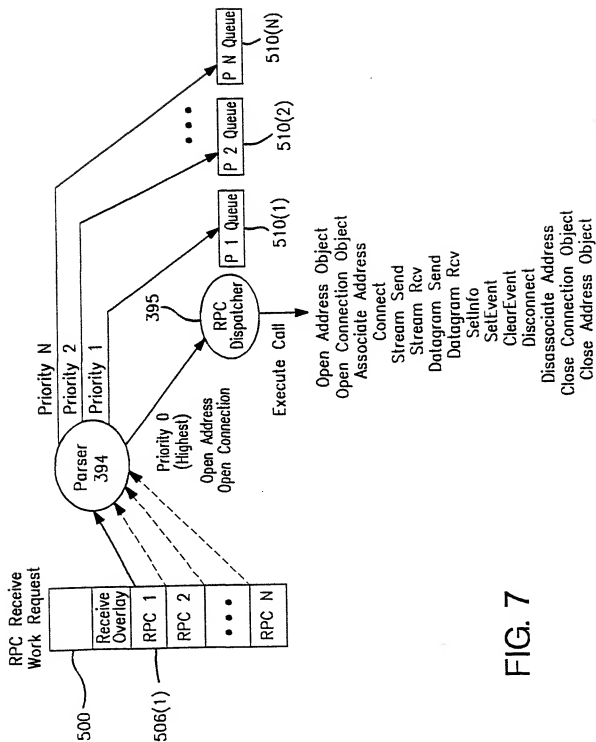 RPC Receive
Work Request
Receive
Overlay
RPC 1
RPC 2
• • •
RPC N
500
506(1)
Parser
394
Priority N
Priority 2
Priority 1
Priority 0
(Highest)
Open Address
Open Connection
395
RPC
Dispatcher
P 1 Queue
510(1)
P 2 Queue
510(2)
• • • •
P N Queue
510(N)
Execute Call
Open Address Object
Open Connection Object
Associate Address
Connect
Stream Send
Stream Rcv
Datagram Send
Datagram Rcv
SetInfo
SetEvent
ClearEvent
Disconnect
Disassociate Address
Close Connection Object
Close Address Object
FIG. 7